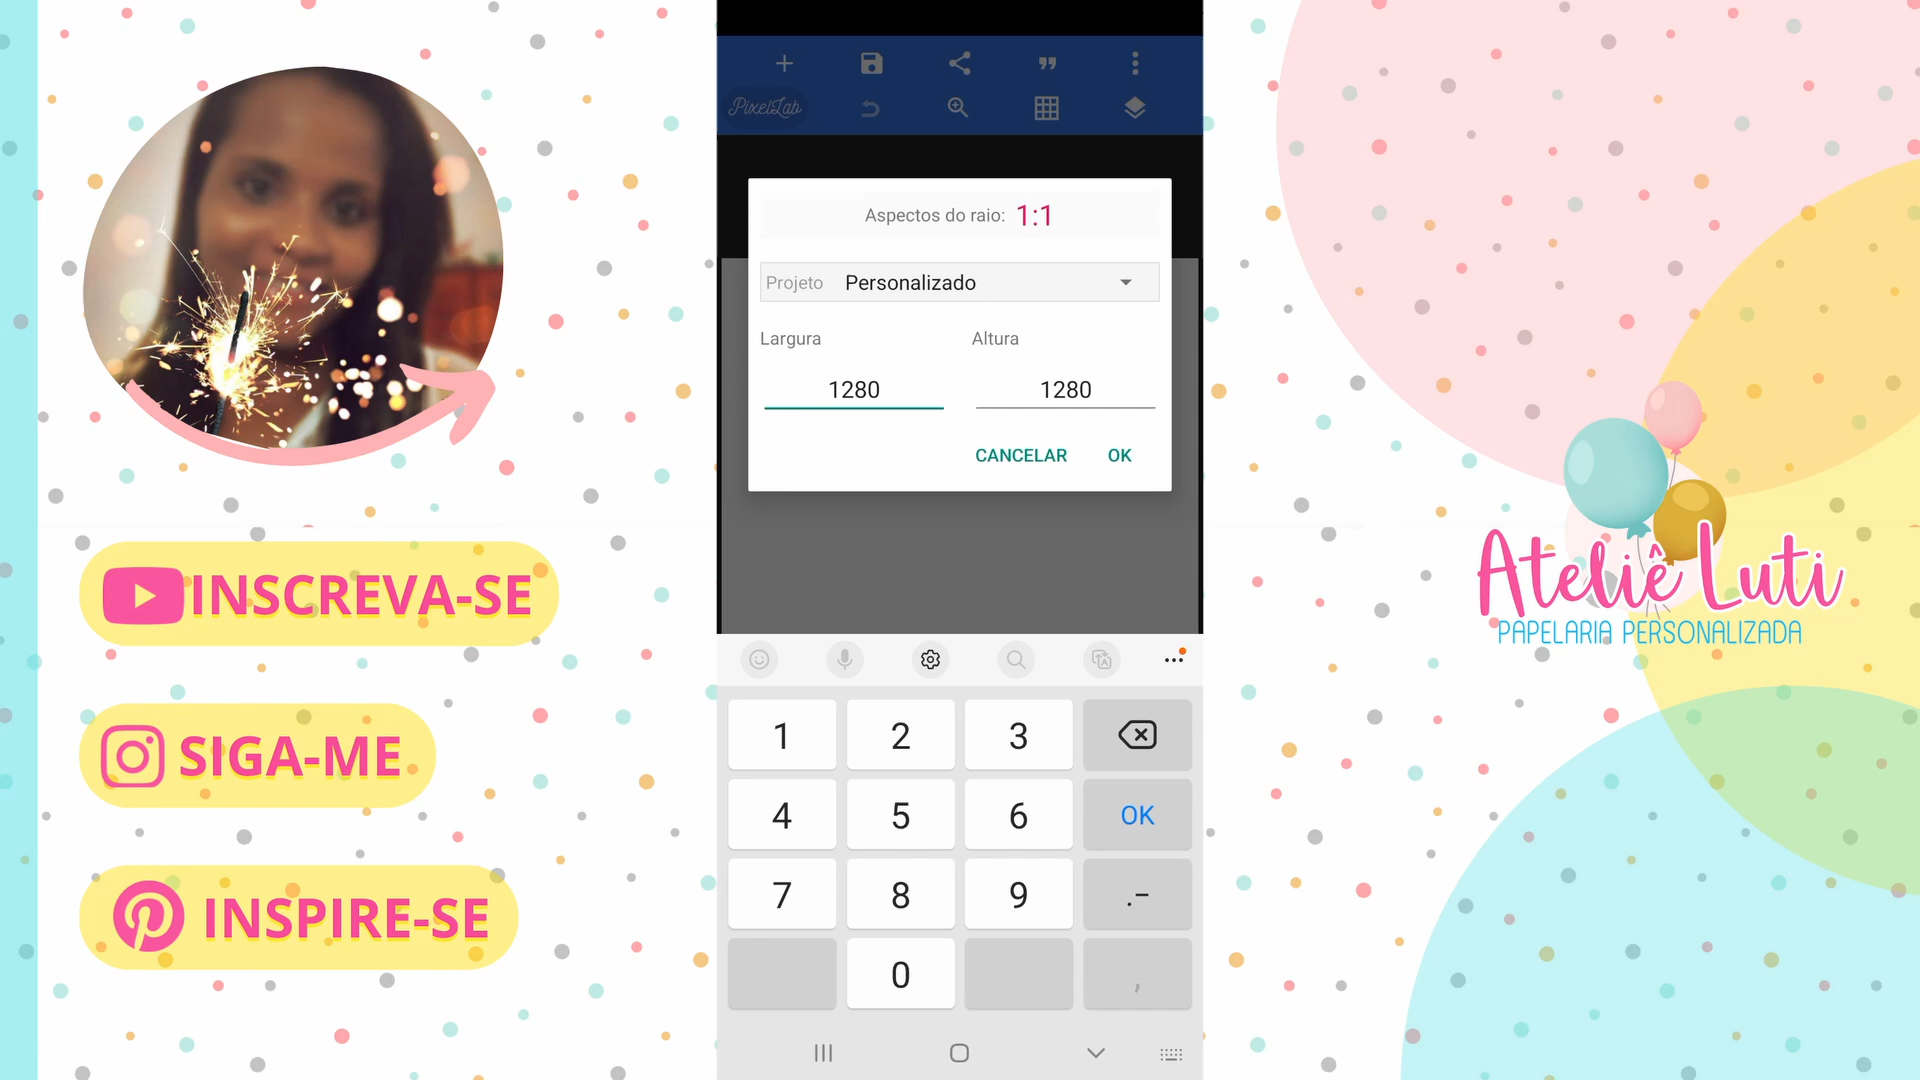 INSCREVA-SE
SIGA-ME
INSPIRE-SE
PixelLab
Aspectos do raio: 1:1
Projeto Personalizado
Largura Altura
1280 1280
CANCELAR OK
1 2 3
4 5 6 OK
7 8 9 .-
0 ,
Ateliê Luti
PAPELARIA PERSONALIZADA